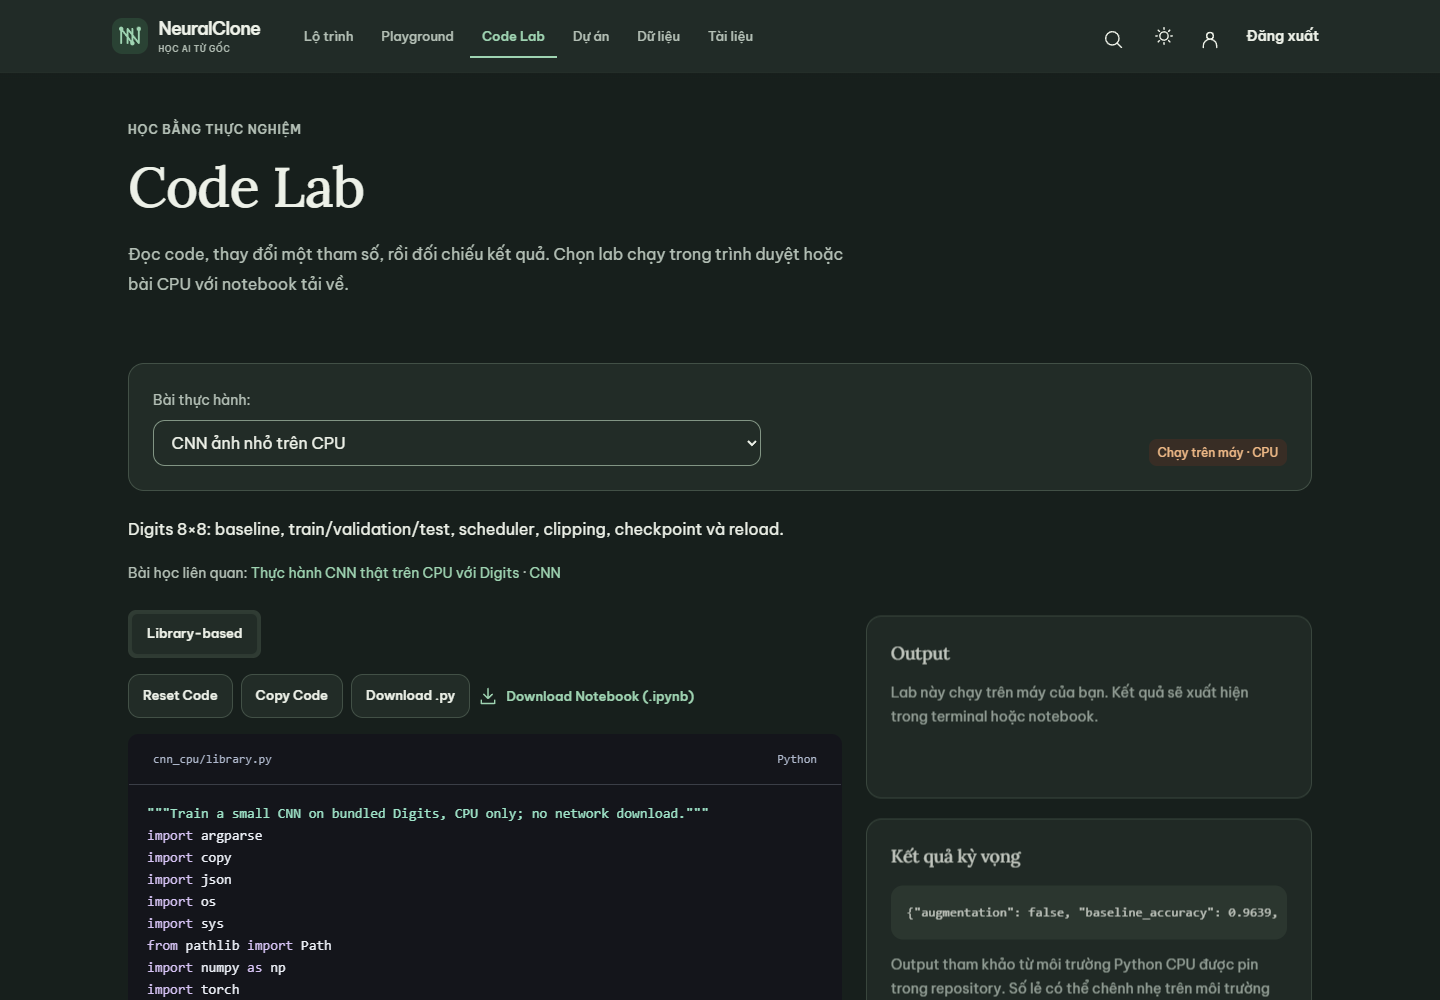 NeuralClone
HỌC AI TỪ GỐC
Lộ trình
Playground
Code Lab
Dự án
Dữ liệu
Tài liệu
Đăng xuất
HỌC BẰNG THỰC NGHIỆM
Code Lab
Đọc code, thay đổi một tham số, rồi đối chiếu kết quả. Chọn lab chạy trong trình duyệt hoặc
bài CPU với notebook tải về.
Bài thực hành:
CNN ảnh nhỏ trên CPU
Chạy trên máy · CPU
Digits 8×8: baseline, train/validation/test, scheduler, clipping, checkpoint và reload.
Bài học liên quan: Thực hành CNN thật trên CPU với Digits · CNN
Library-based
Reset Code
Copy Code
Download .py
Download Notebook (.ipynb)
cnn_cpu/library.py
Python
"""Train a small CNN on bundled Digits, CPU only; no network download."""
import argparse
import copy
import json
import os
import sys
from pathlib import Path
import numpy as np
import torch
Output
Lab này chạy trên máy của bạn. Kết quả sẽ xuất hiện
trong terminal hoặc notebook.
Kết quả kỳ vọng
{"augmentation": false, "baseline_accuracy": 0.9639,
Output tham khảo từ môi trường Python CPU được pin
trong repository. Số lẻ có thể chênh nhẹ trên môi trường